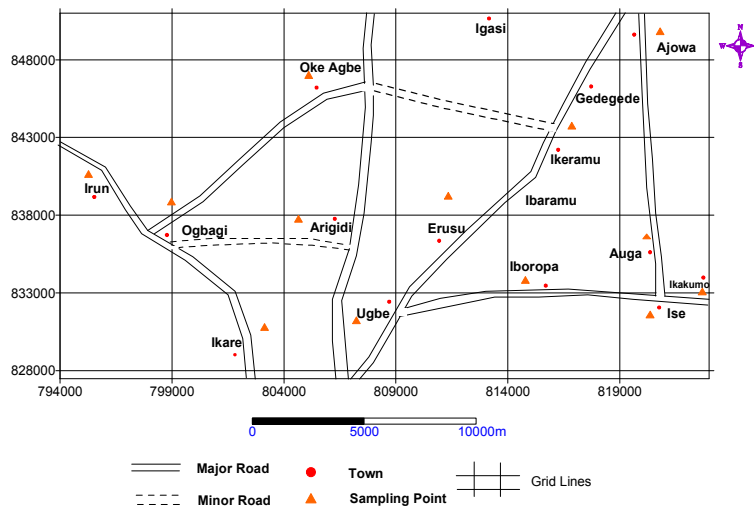 Igasi
N
848000
Ajowa
W
E
S
Oke Agbe
Gedegede
843000
Ikeramu
Irun
Ibaramu
838000
Ogbagi
Arigidi
Erusu
Auga
Iboropa
Ikakumo
833000
Ugbe
Ise
Ikare
828000
794000 799000 804000 809000 814000 819000
0 5000 10000m
Major Road Town Grid Lines
Minor Road Sampling Point